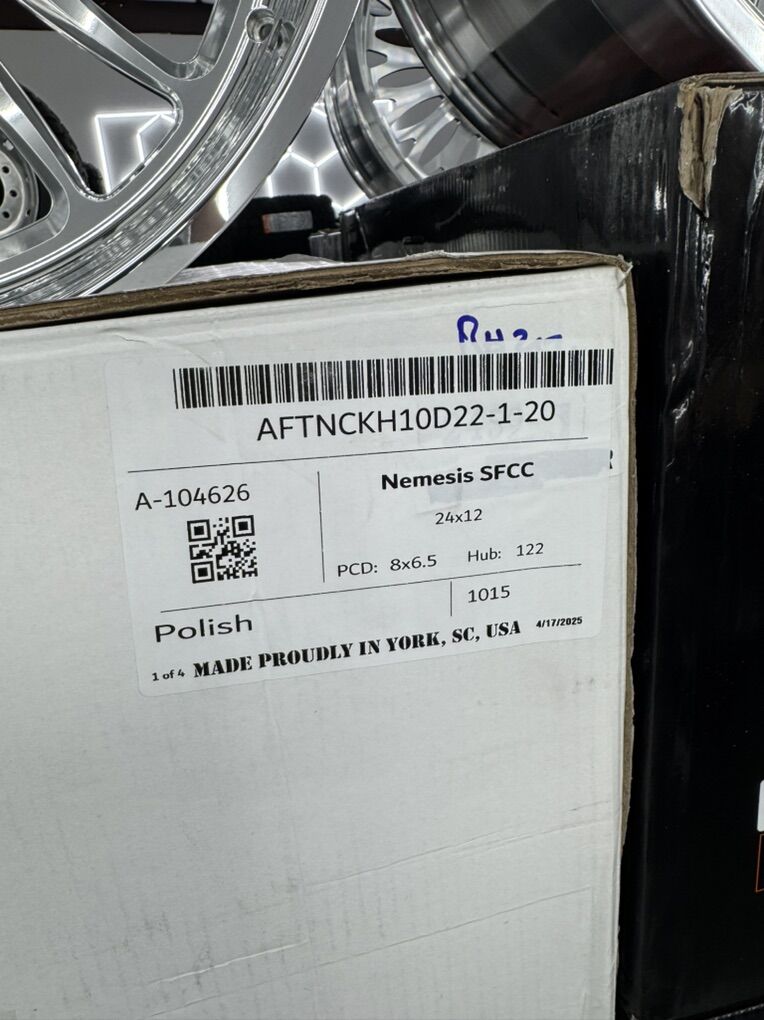 AFTNCKH10D22-1-20
A-104626
Nemesis SFCC
24x12
PCD: 8x6.5 Hub: 122
Polish
1015
1 of 4 MADE PROUDLY IN YORK, SC, USA 4/17/2025